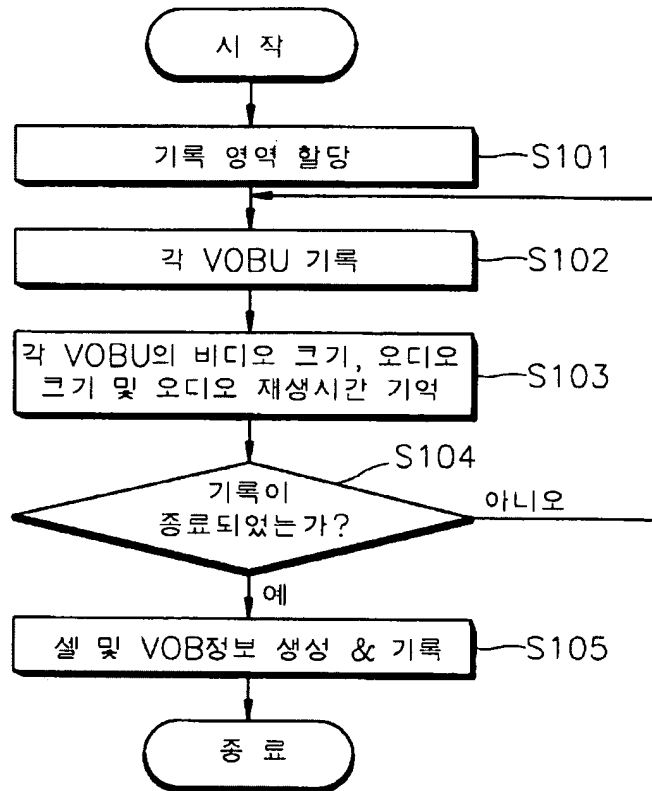 시 작
기록 영역 할당
S101
각 VOBU 기록
S102
각 VOBU의 비디오 크기, 오디오
크기 및 오디오 재생시간 기억
S103
S104
기록이
종료되었는가?
아니오
예
셀 및 VOB정보 생성 & 기록
S105
종 료